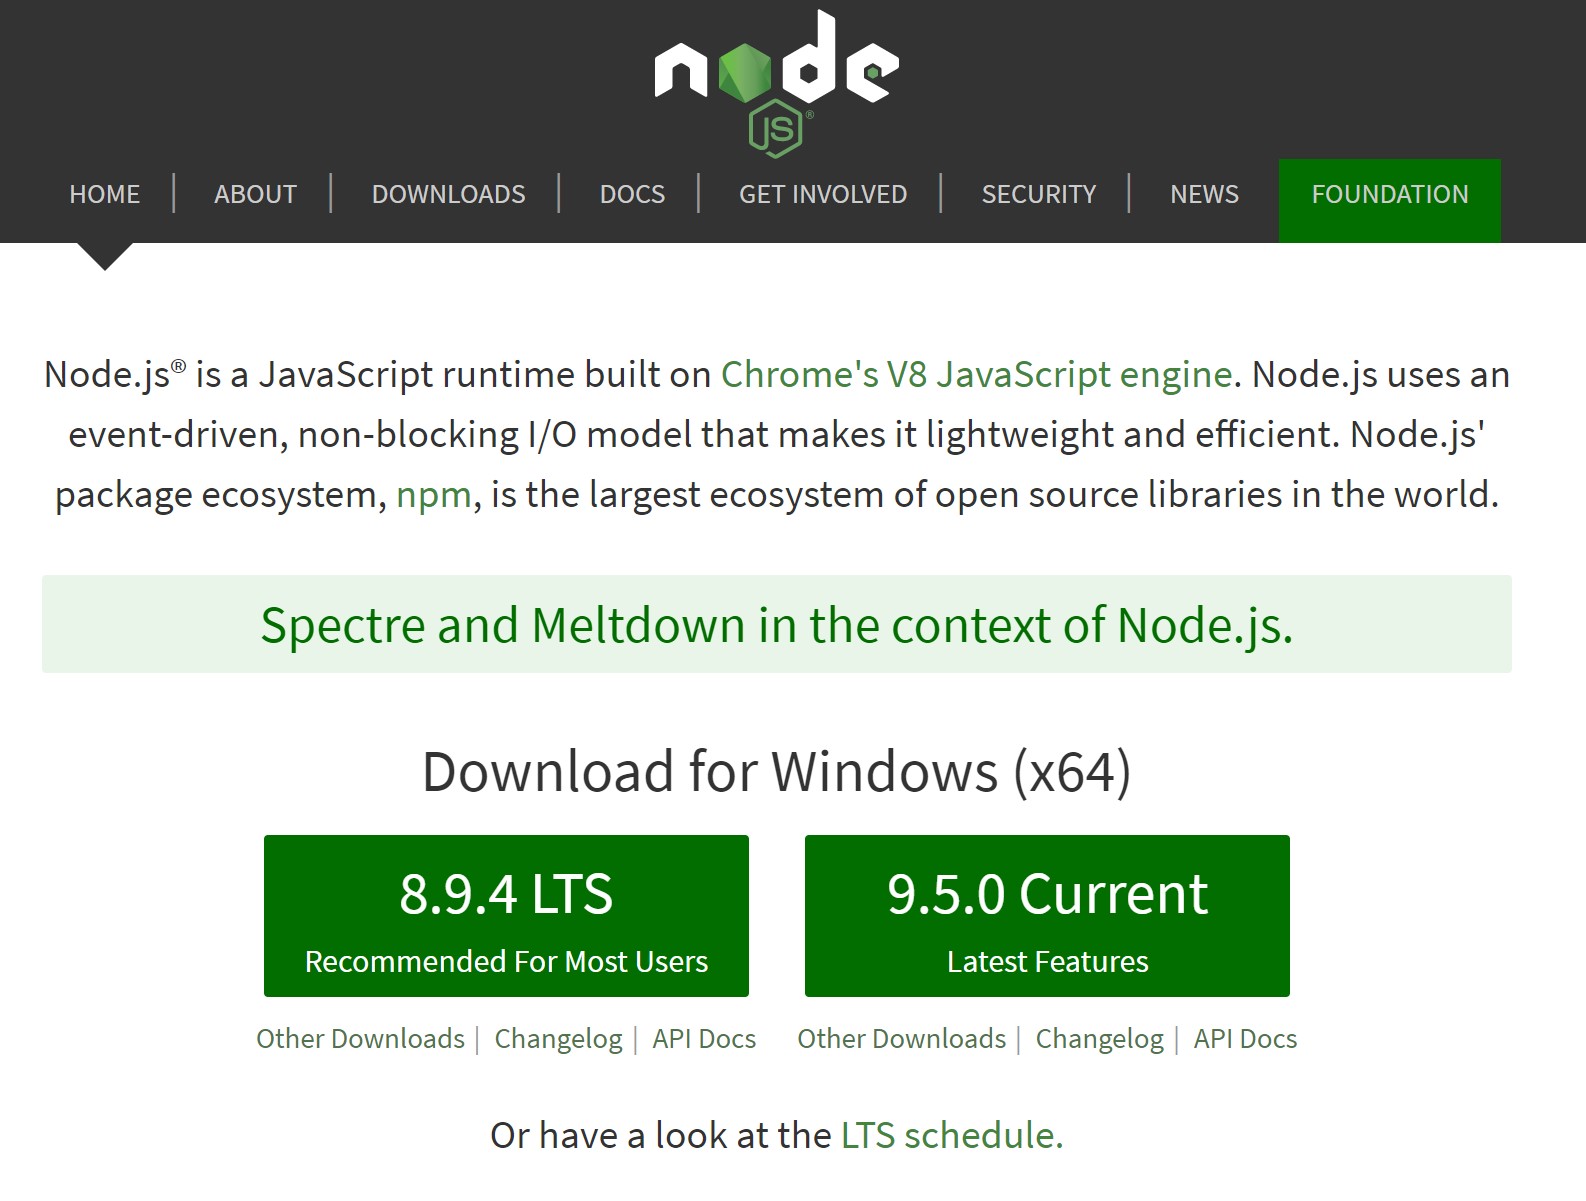 node
JS®
HOME | ABOUT | DOWNLOADS | DOCS | GET INVOLVED | SECURITY | NEWS FOUNDATION
Node.js® is a JavaScript runtime built on Chrome's V8 JavaScript engine. Node.js uses an
event-driven, non-blocking I/O model that makes it lightweight and efficient. Node.js'
package ecosystem, npm, is the largest ecosystem of open source libraries in the world.
Spectre and Meltdown in the context of Node.js.
Download for Windows (x64)
8.9.4 LTS
Recommended For Most Users
Other Downloads | Changelog | API Docs
9.5.0 Current
Latest Features
Other Downloads | Changelog | API Docs
Or have a look at the LTS schedule.